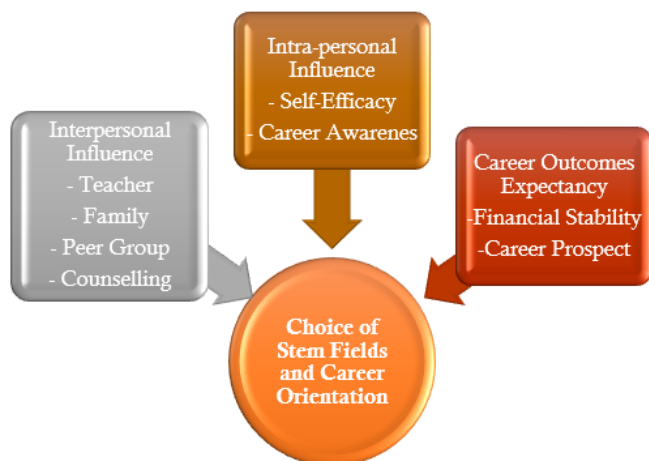 Interpersonal
Influence
- Teacher
- Family
- Peer Group
- Counselling
Intra-personal
Influence
- Self-Efficacy
- Career Awarenes
Career Outcomes
Expectancy
-Financial Stability
-Career Prospect
Choice of
Stem Fields
and Career
Orientation